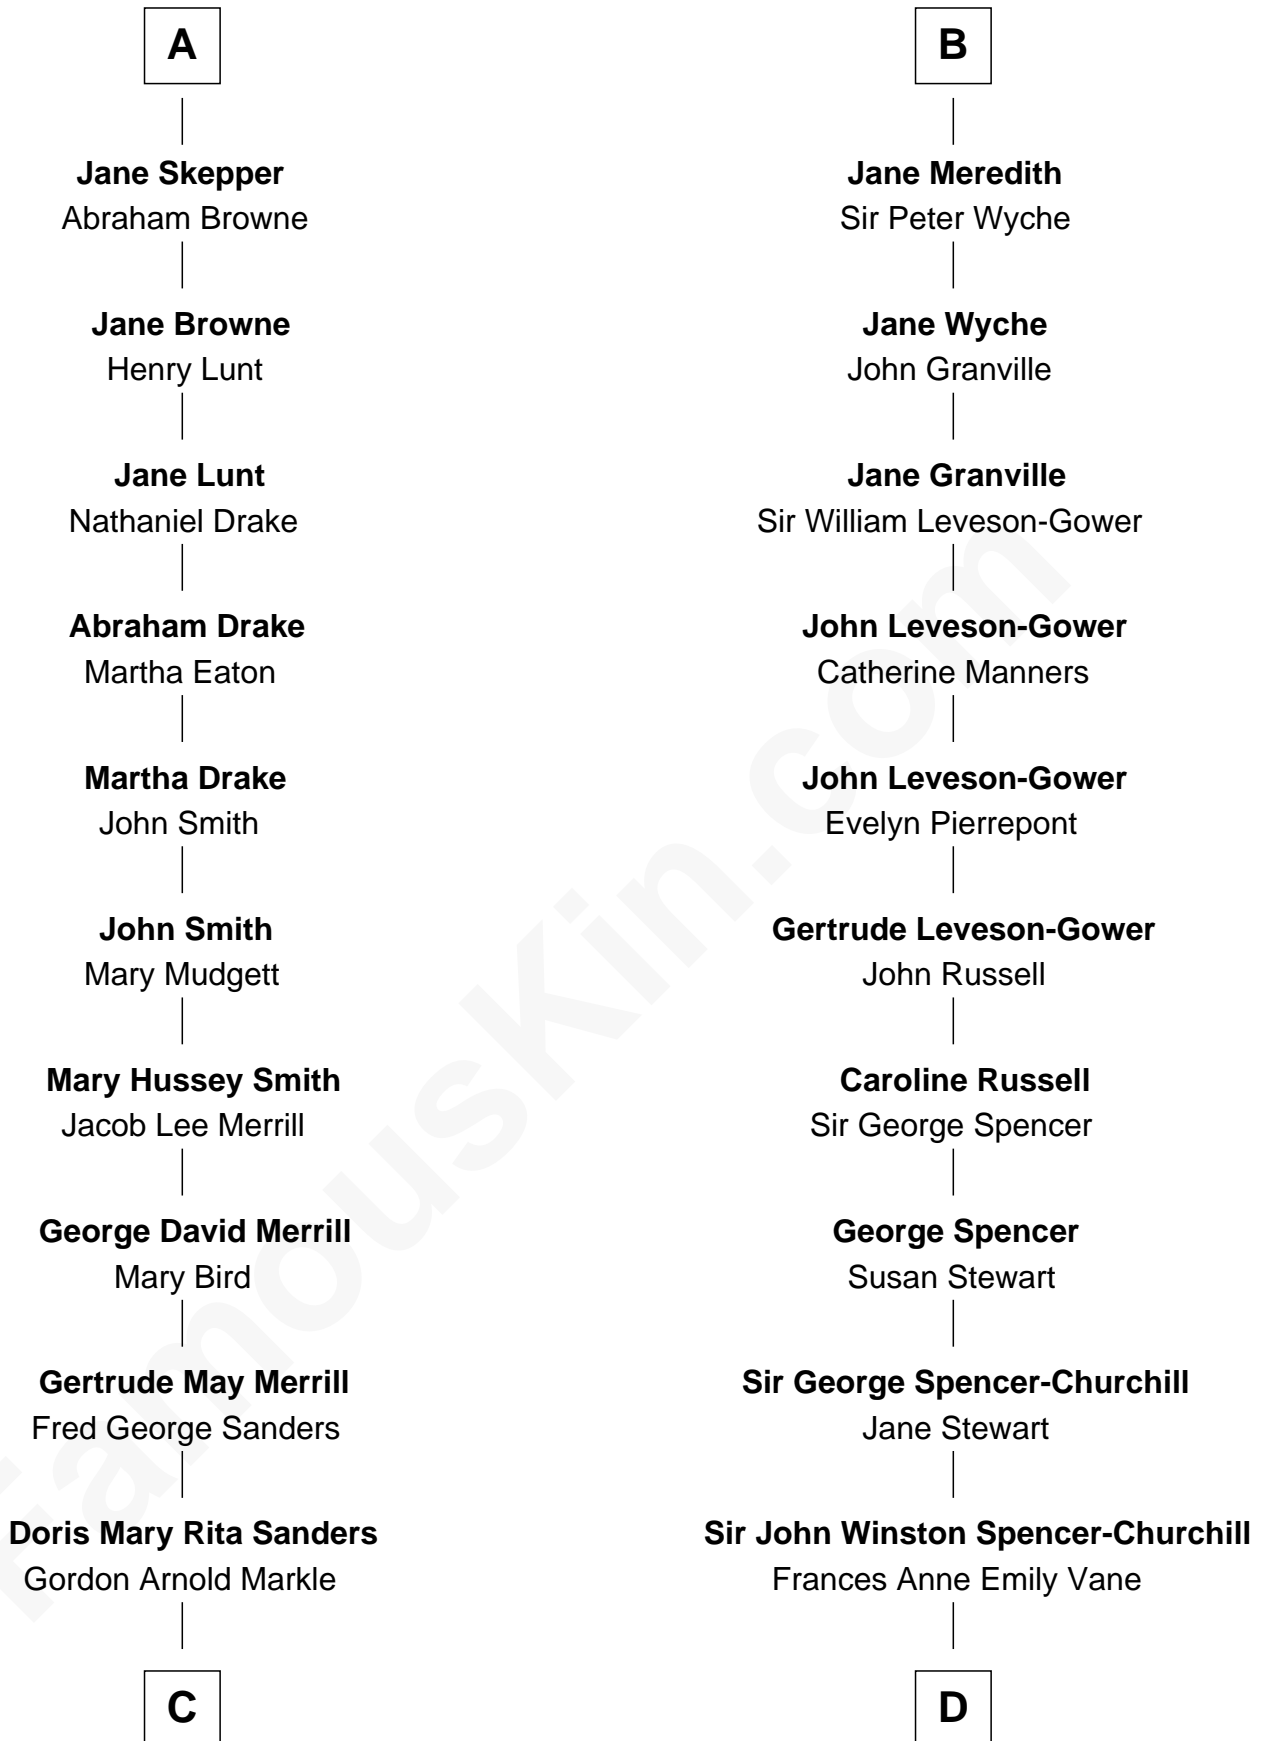 A
Jane Skepper
Abraham Browne
Jane Browne
Henry Lunt
Jane Lunt
Nathaniel Drake
Abraham Drake
Martha Eaton
Martha Drake
John Smith
John Smith
Mary Mudgett
Mary Hussey Smith
Jacob Lee Merrill
George David Merrill
Mary Bird
Gertrude May Merrill
Fred George Sanders
Doris Mary Rita Sanders
Gordon Arnold Markle
C
B
Jane Meredith
Sir Peter Wyche
Jane Wyche
John Granville
Jane Granville
Sir William Leveson-Gower
John Leveson-Gower
Catherine Manners
John Leveson-Gower
Evelyn Pierrepont
Gertrude Leveson-Gower
John Russell
Caroline Russell
Sir George Spencer
George Spencer
Susan Stewart
Sir George Spencer-Churchill
Jane Stewart
Sir John Winston Spencer-Churchill
Frances Anne Emily Vane
D
FamousKin.com